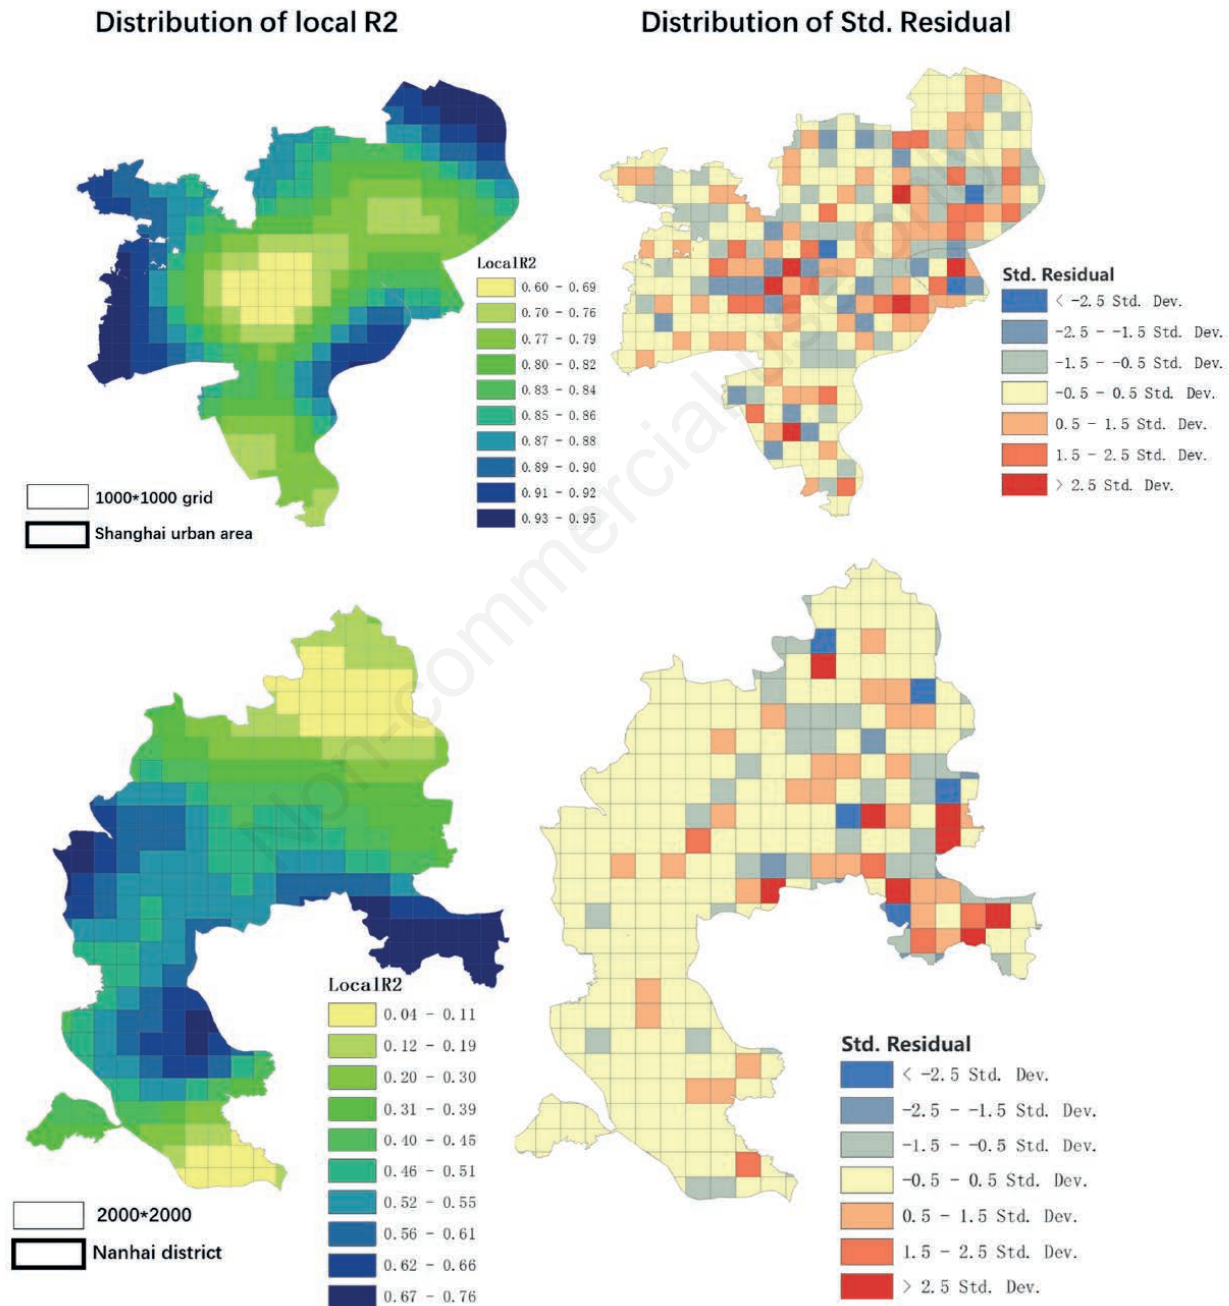 Distribution of local R2
Distribution of Std. Residual
LocalR2
0.60 - 0.69
0.70 - 0.76
0.77 - 0.79
0.80 - 0.82
0.83 - 0.84
0.85 - 0.86
0.87 - 0.88
0.89 - 0.90
0.91 - 0.92
0.93 - 0.95
1000*1000 grid
Shanghai urban area
Std. Residual
< -2.5 Std. Dev.
-2.5 - -1.5 Std. Dev.
-1.5 - -0.5 Std. Dev.
-0.5 - 0.5 Std. Dev.
0.5 - 1.5 Std. Dev.
1.5 - 2.5 Std. Dev.
> 2.5 Std. Dev.
Non-commercial use only
LocalR2
0.04 - 0.11
0.12 - 0.19
0.20 - 0.30
0.31 - 0.39
0.40 - 0.45
0.46 - 0.51
0.52 - 0.55
0.56 - 0.61
0.62 - 0.66
0.67 - 0.76
2000*2000
Nanhai district
Std. Residual
< -2.5 Std. Dev.
-2.5 - -1.5 Std. Dev.
-1.5 - -0.5 Std. Dev.
-0.5 - 0.5 Std. Dev.
0.5 - 1.5 Std. Dev.
1.5 - 2.5 Std. Dev.
> 2.5 Std. Dev.